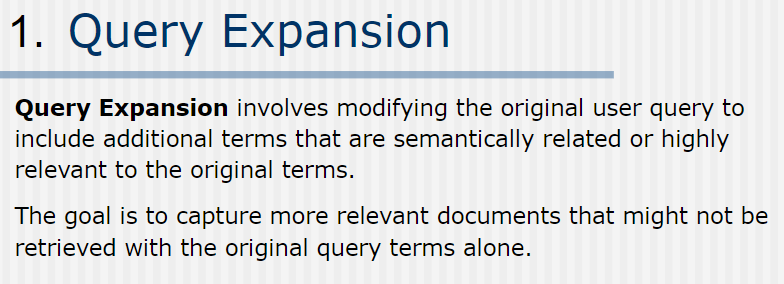 1. Query Expansion
Query Expansion involves modifying the original user query to
include additional terms that are semantically related or highly
relevant to the original terms.
The goal is to capture more relevant documents that might not be
retrieved with the original query terms alone.